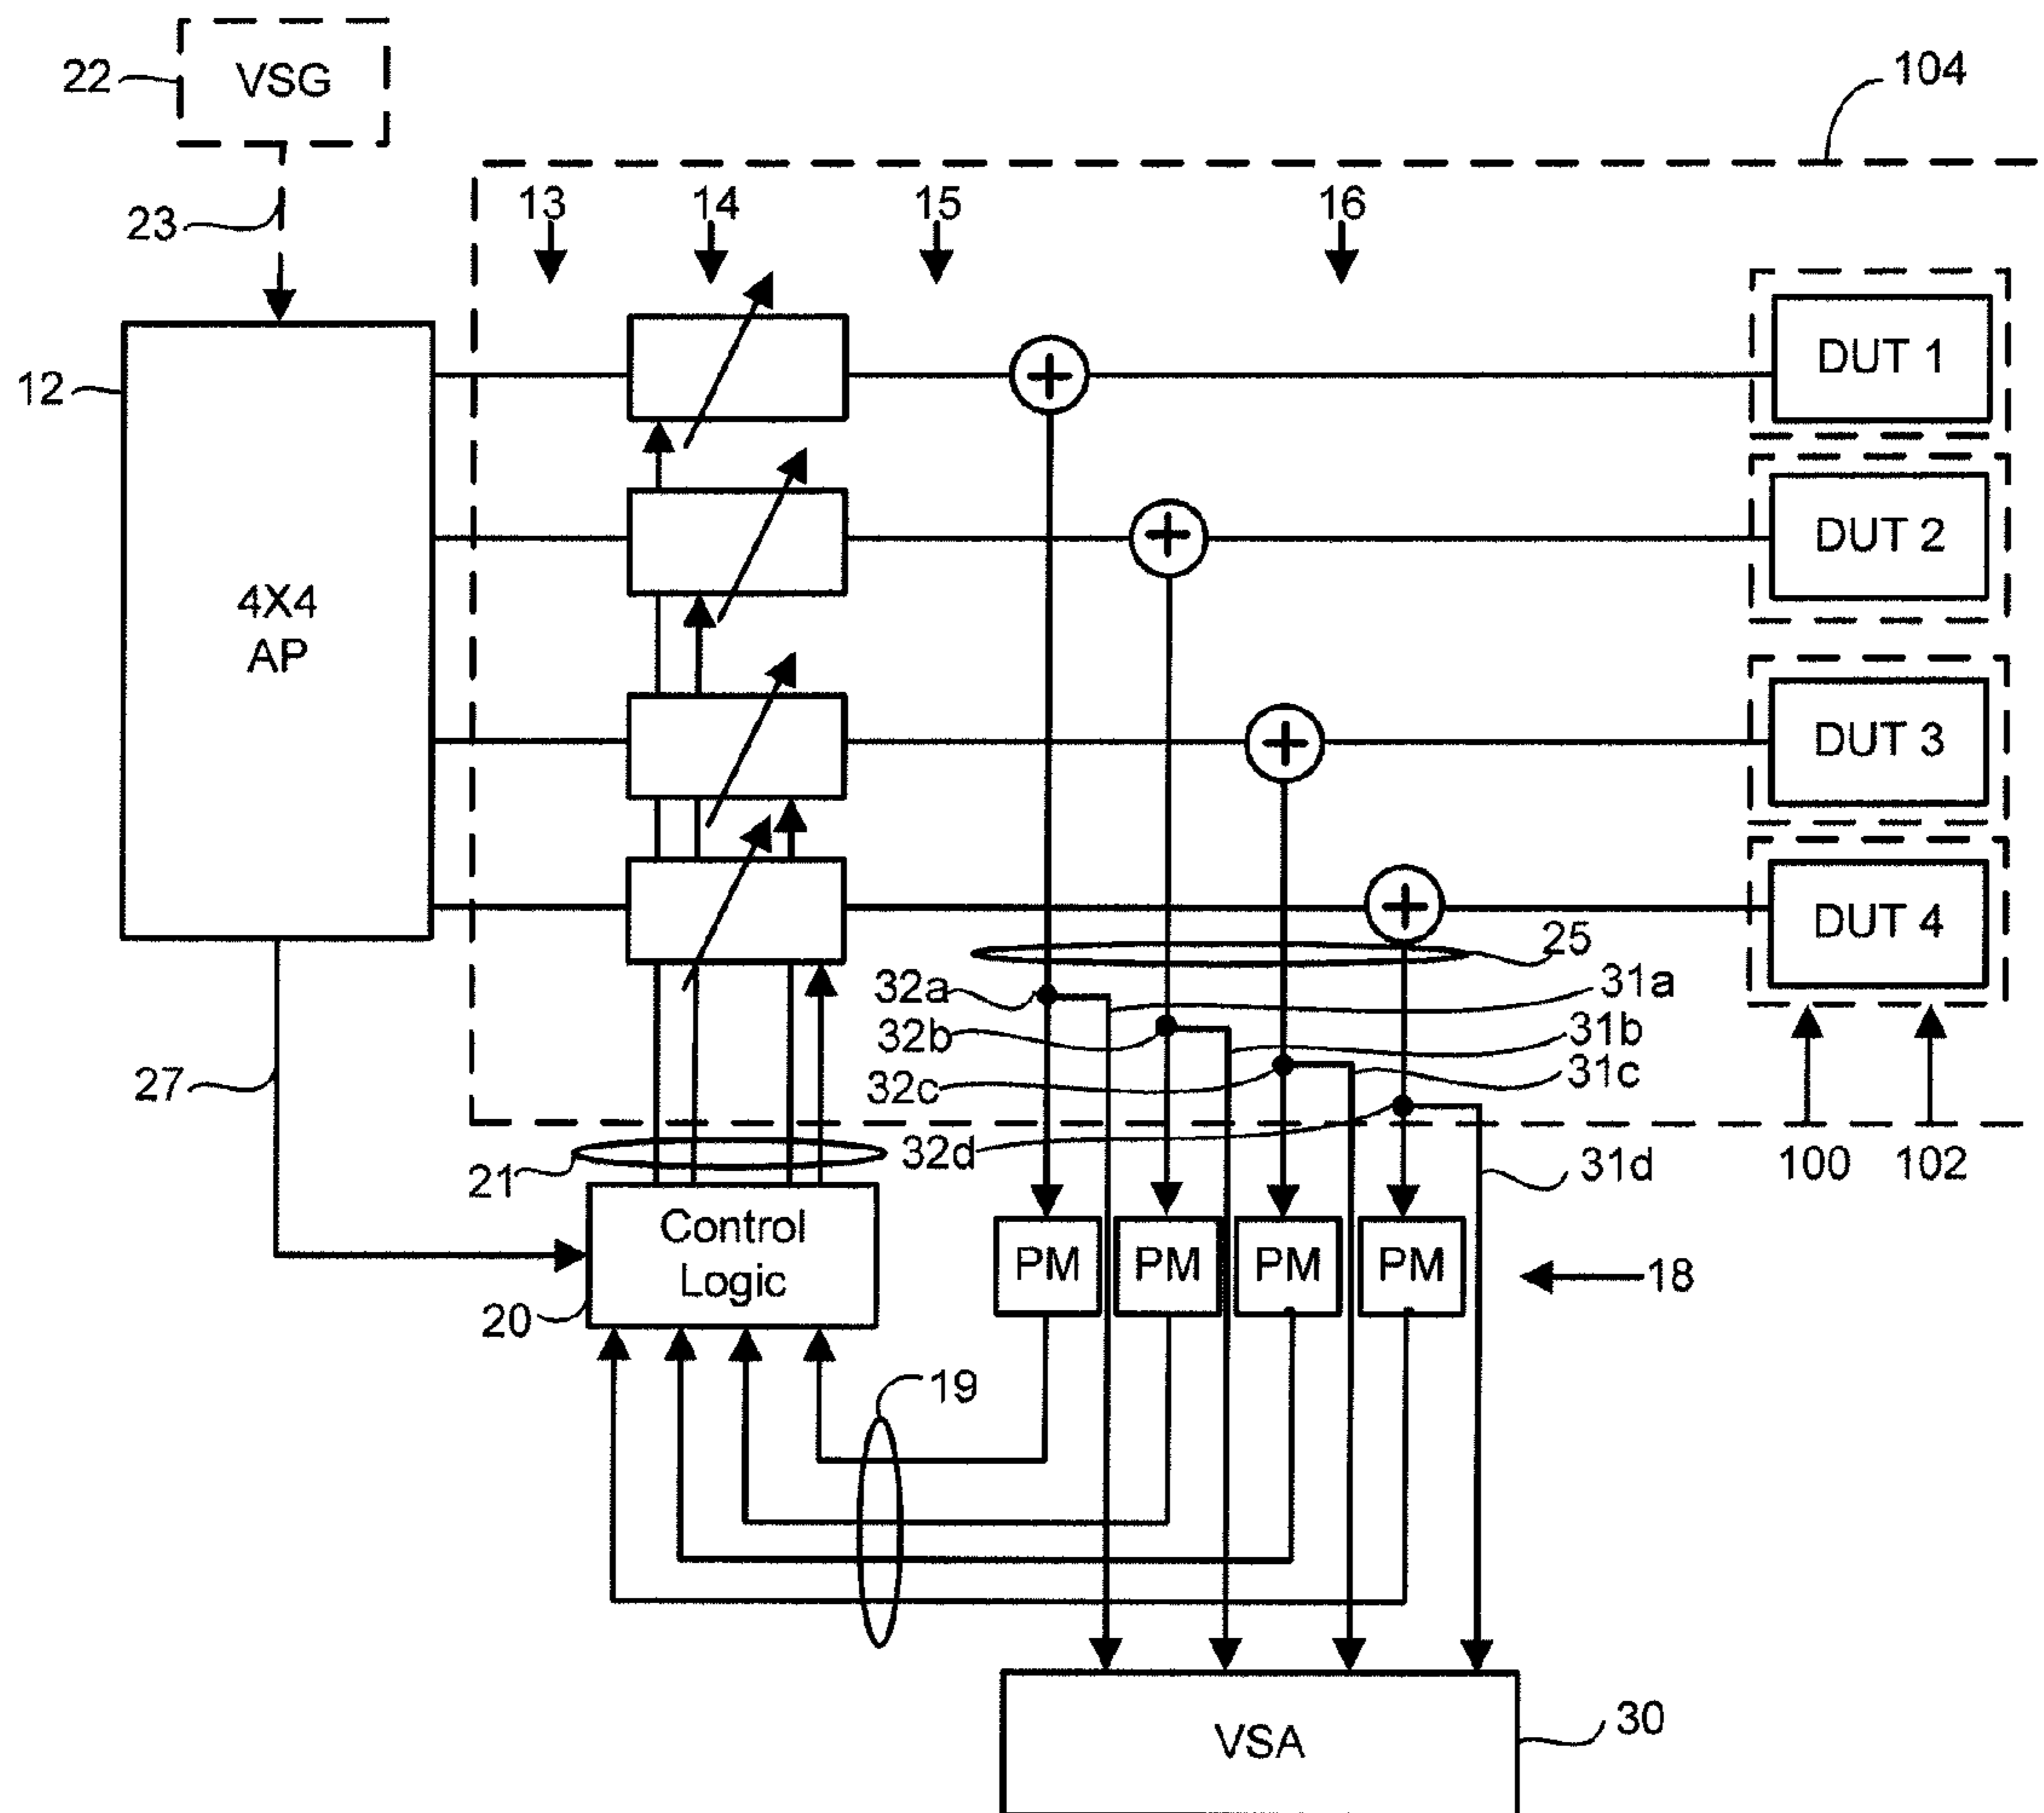 VSG
22
104
23
13
14
15
16
12
4X4
AP
DUT 1
DUT 2
DUT 3
DUT 4
25
32a
31a
32b
31b
32c
31c
27
32d
31d
100
102
21
Control
Logic
20
PM
PM
PM
PM
18
19
VSA
30